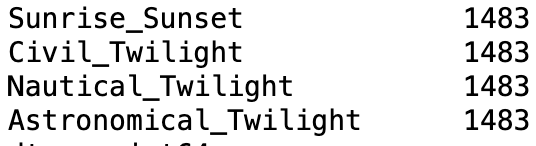 Sunrise_Sunset 1483
Civil_Twilight 1483
Nautical_Twilight 1483
Astronomical_Twilight 1483